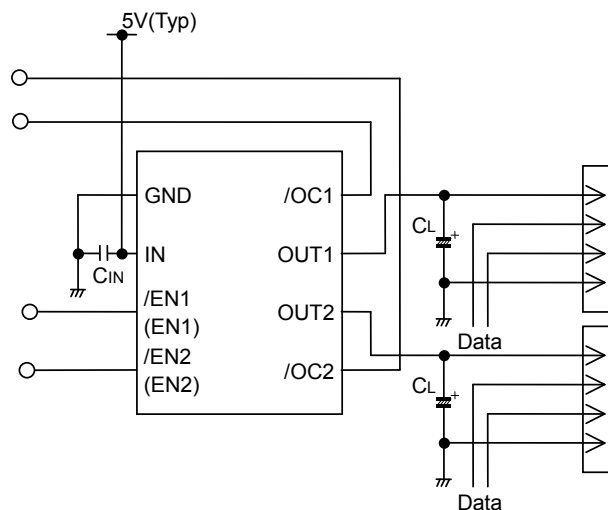 5V(Typ)
GND
/OC1
IN
OUT1
CIN
/EN1
(EN1)
OUT2
/EN2
(EN2)
/OC2
CL
+
Data
CL
+
Data